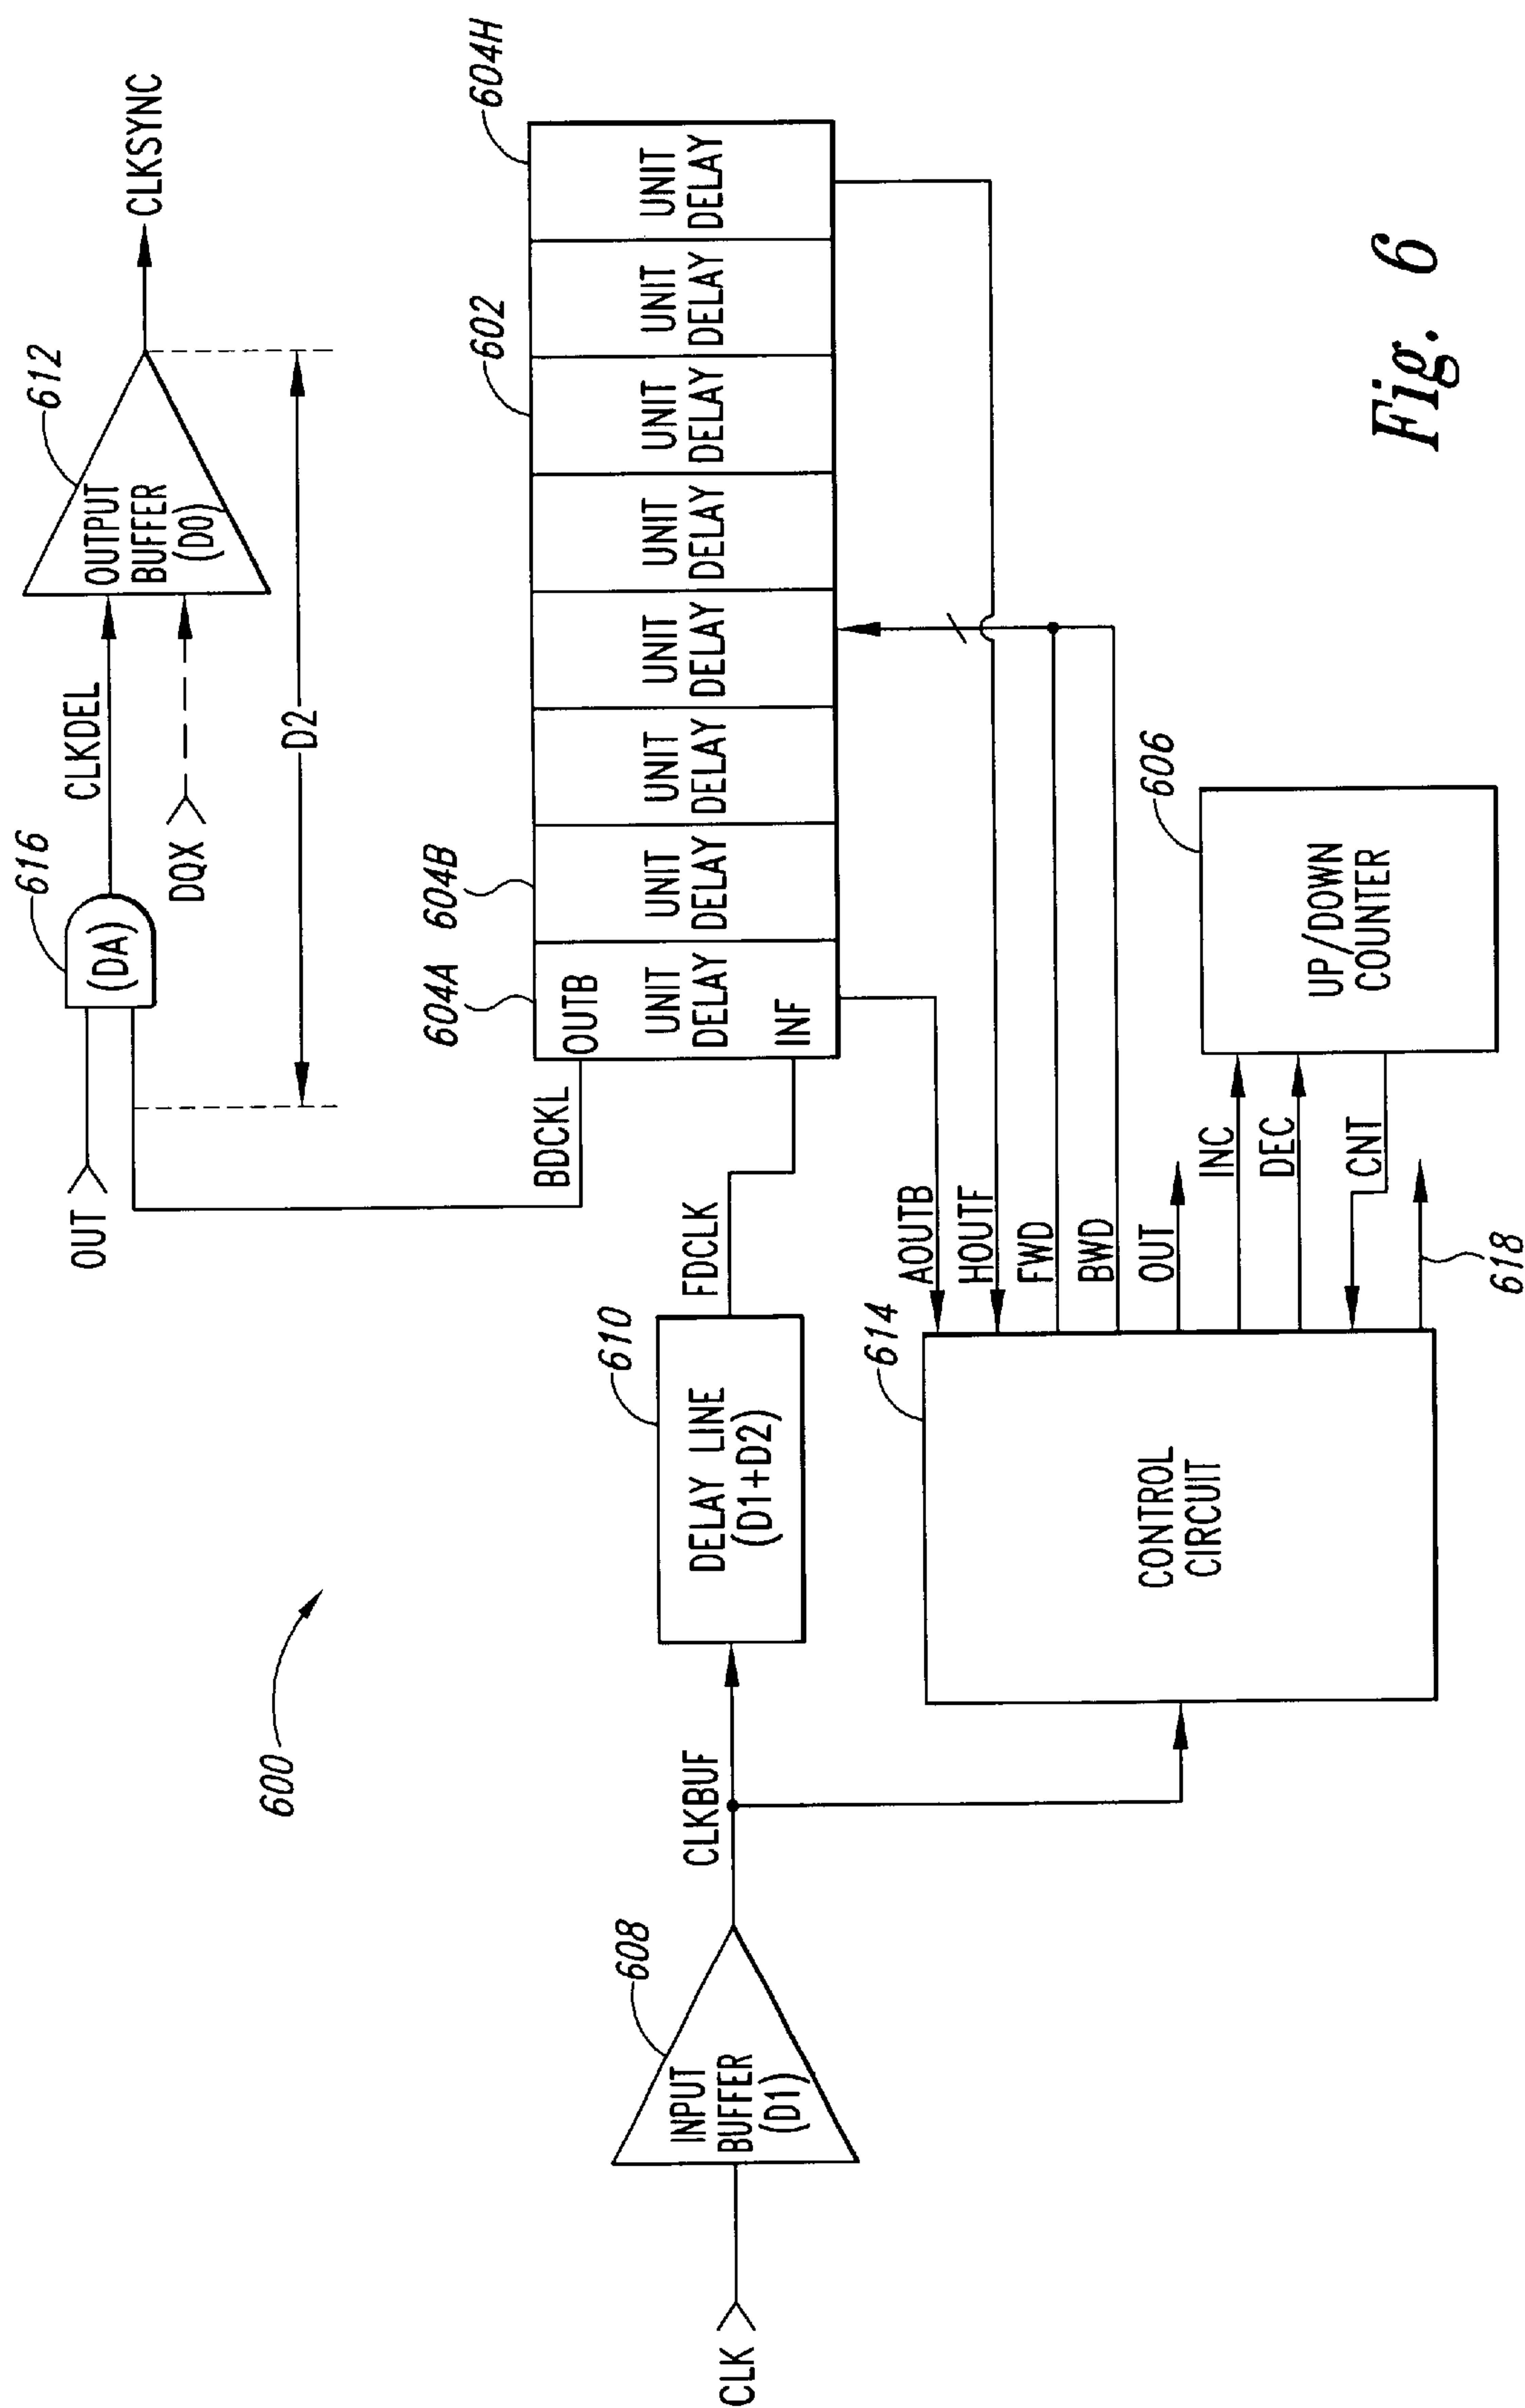 600
CLK
INPUT
BUFFER
(D1)
608
CLKBUF
DELAY LINE
(D1+D2)
610
FDCLK
BDCKL
OUT
(DA)
616
CLKDEL
DQX
OUTPUT
BUFFER
(D0)
612
CLKSYNC
D2
604A
604B
602
604H
OUTB
UNIT
DELAY
INF
UNIT
DELAY
UNIT
DELAY
UNIT
DELAY
UNIT
DELAY
UNIT
DELAY
UNIT
DELAY
UNIT
DELAY
CONTROL
CIRCUIT
614
AOUTB
HOUTF
FWD
BWD
OUT
INC
DEC
CNT
618
UP/DOWN
COUNTER
606
Fig. 6